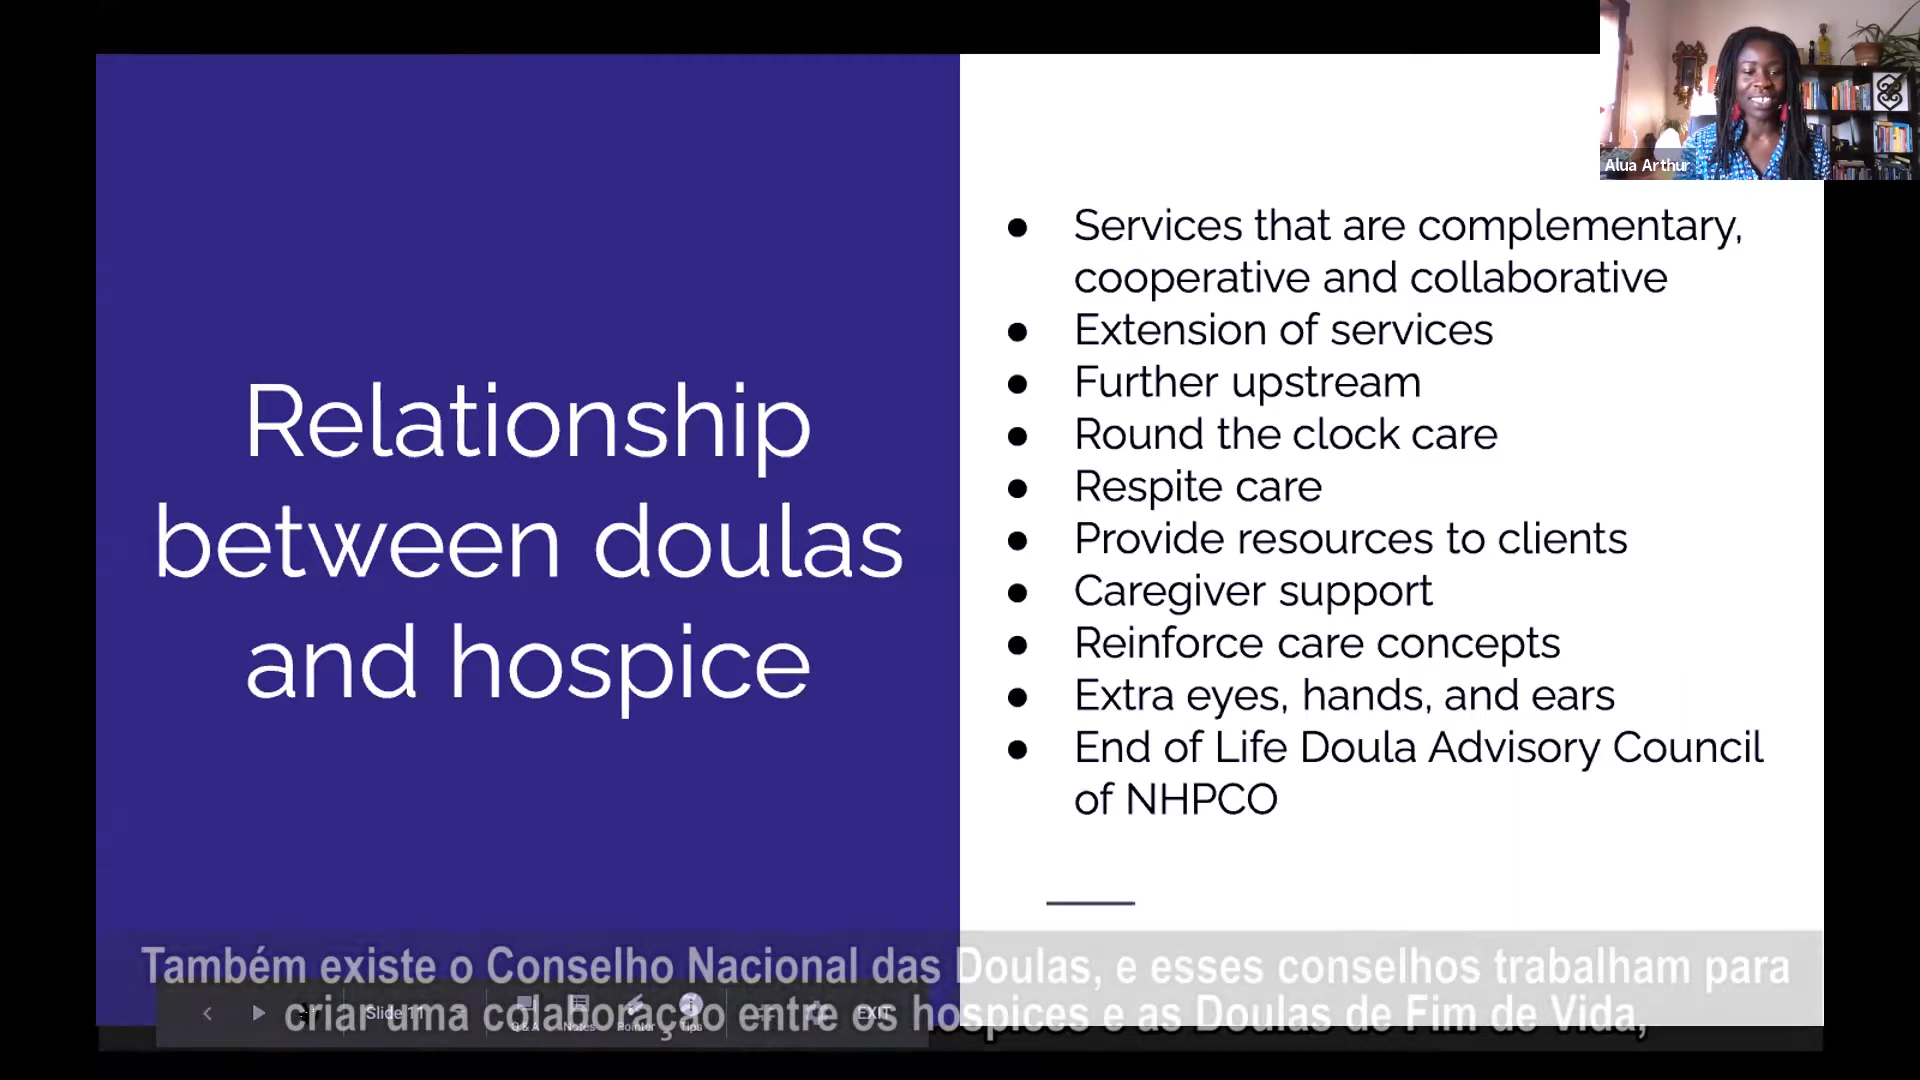 Alua Arthur
Relationship
between doulas
and hospice
● Services that are complementary,
cooperative and collaborative
● Extension of services
● Further upstream
● Round the clock care
● Respite care
● Provide resources to clients
● Caregiver support
● Reinforce care concepts
● Extra eyes, hands, and ears
● End of Life Doula Advisory Council
of NHPCO
Também existe o Conselho Nacional das Doulas, e esses conselhos trabalham para
criar uma colaboração entre os hospices e as Doulas de Fim de Vida,
Slide 11
Q & A Notes Pointer Tips
EXIT